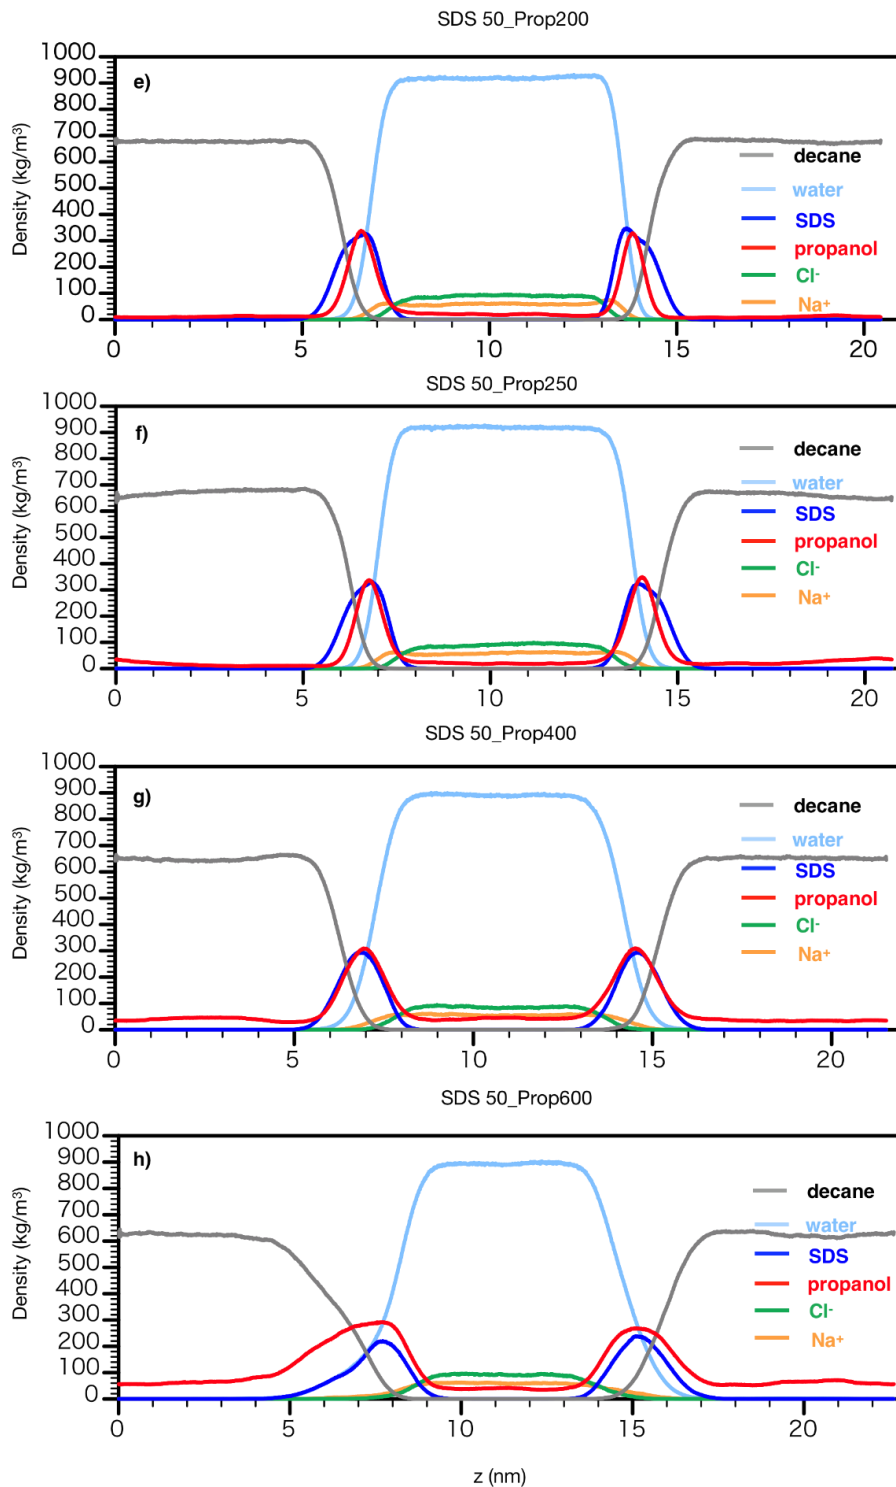 SDS 50_Prop200
1000
900
800
700
600
500
400
300
200
100
0
Density (kg/m³)
e)
decane
water
SDS
propanol
Cl⁻
Na⁺
0 5 10 15 20
SDS 50_Prop250
1000
900
800
700
600
500
400
300
200
100
0
Density (kg/m³)
f)
decane
water
SDS
propanol
Cl⁻
Na⁺
0 5 10 15 20
SDS 50_Prop400
1000
900
800
700
600
500
400
300
200
100
0
Density (kg/m³)
g)
decane
water
SDS
propanol
Cl⁻
Na⁺
0 5 10 15 20
SDS 50_Prop600
1000
900
800
700
600
500
400
300
200
100
0
Density (kg/m³)
h)
decane
water
SDS
propanol
Cl⁻
Na⁺
0 5 10 15 20
z (nm)